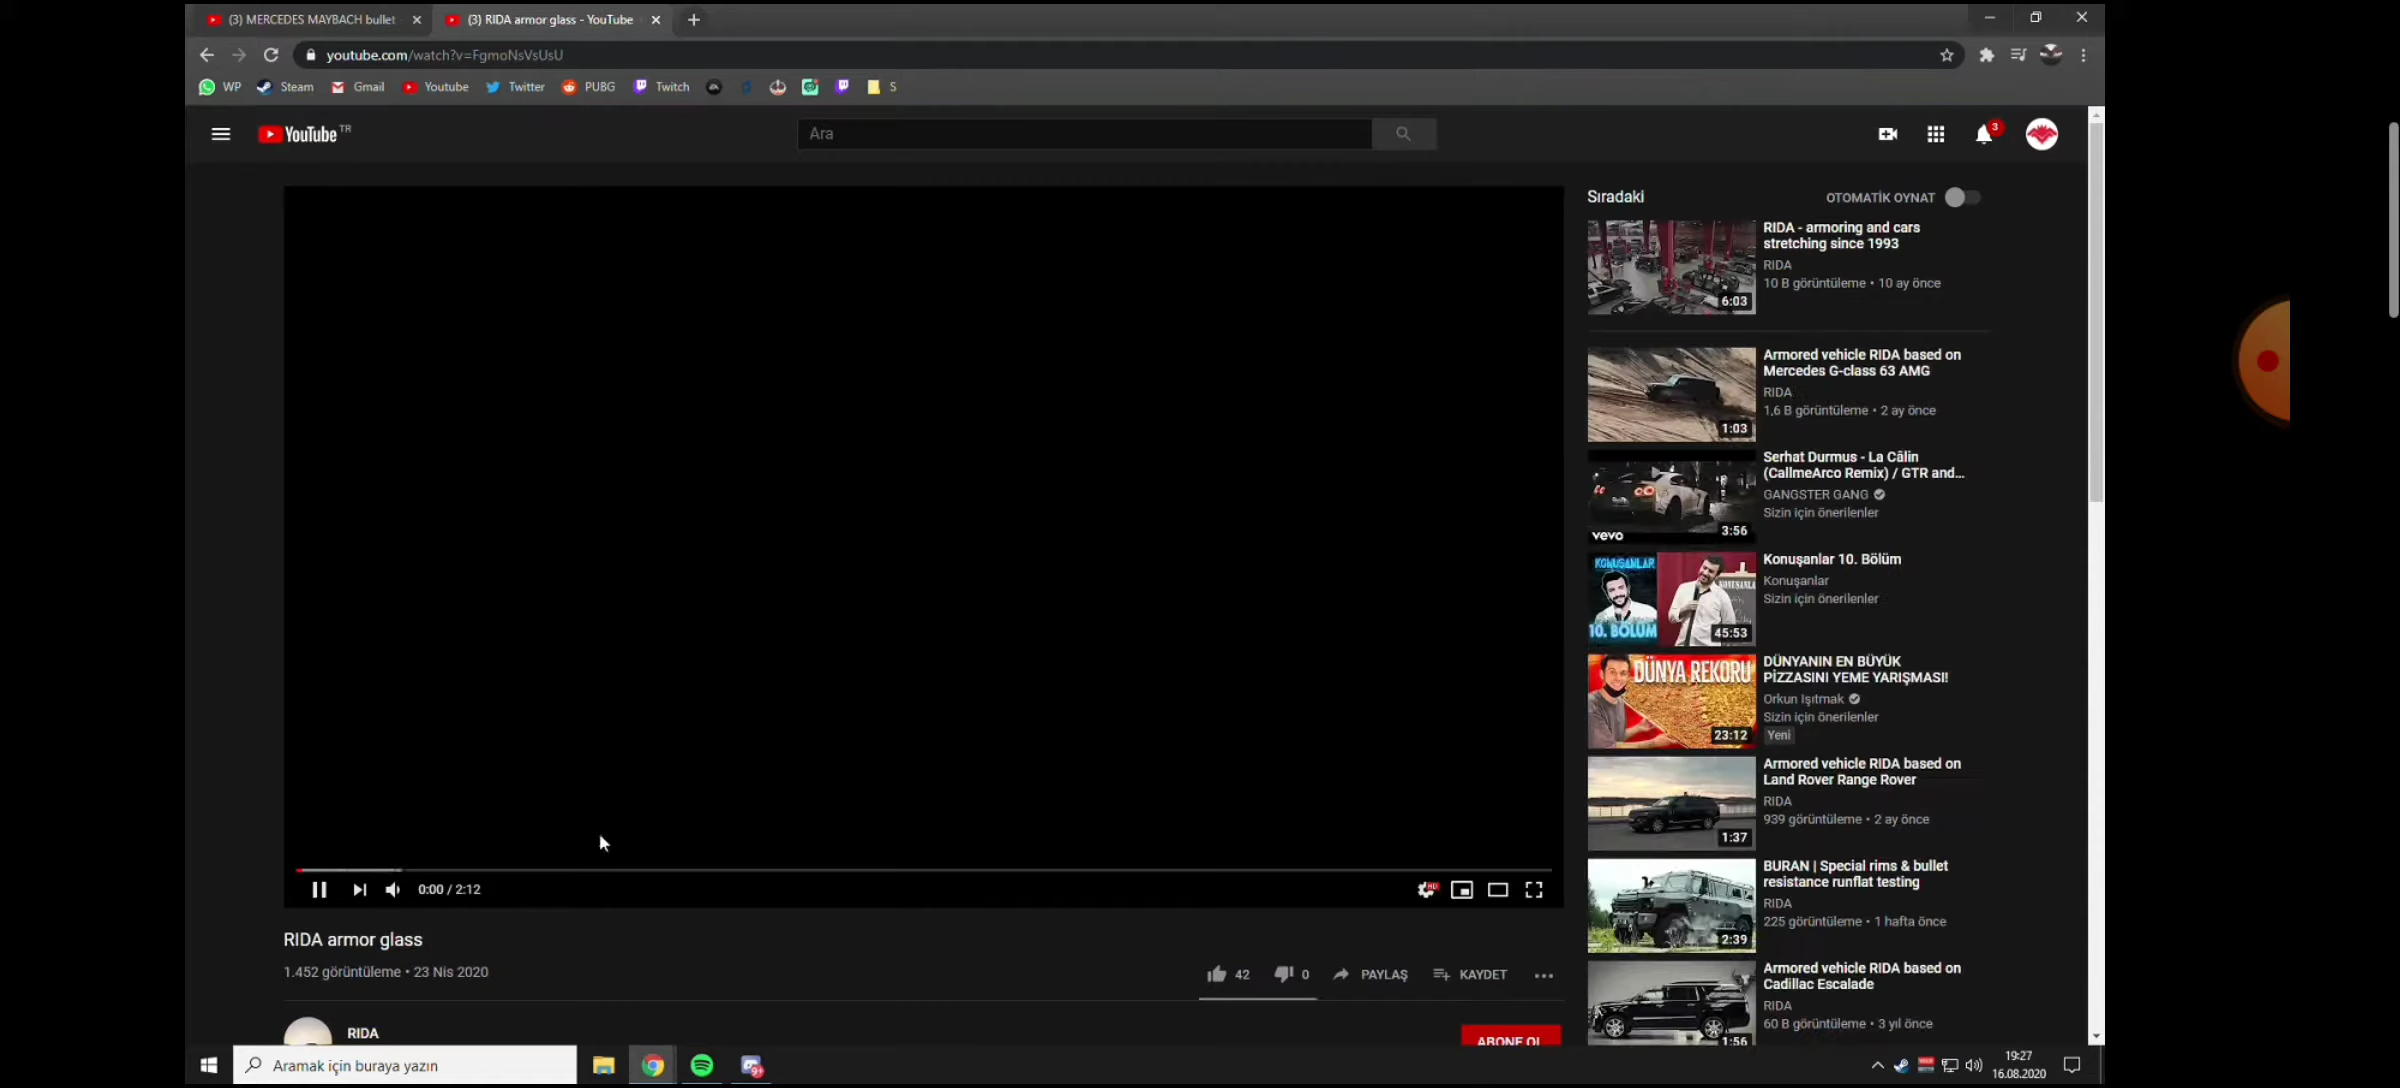 (3) MERCEDES MAYBACH bullet
(3) RIDA armor glass - YouTube
youtube.com/watch?v=FgmoNsVsUsU
WP Steam Gmail Youtube Twitter PUBG Twitch S
YouTube TR
Ara
3
Sıradaki
OTOMATİK OYNAT
RIDA - armoring and cars
stretching since 1993
RIDA
10 B görüntüleme • 10 ay önce
6:03
Armored vehicle RIDA based on
Mercedes G-class 63 AMG
RIDA
1,6 B görüntüleme • 2 ay önce
1:03
Serhat Durmus - La Câlin
(CallmeArco Remix) / GTR and...
GANGSTER GANG
Sizin için önerilenler
vevo
3:56
Konuşanlar 10. Bölüm
Konuşanlar
Sizin için önerilenler
KONUŞANLAR
10. BÖLÜM
45:53
DÜNYANIN EN BÜYÜK
PİZZASINI YEME YARIŞMASI!
Orkun Işıtmak
Sizin için önerilenler
Yeni
DÜNYA REKORU
23:12
Armored vehicle RIDA based on
Land Rover Range Rover
RIDA
939 görüntüleme • 2 ay önce
1:37
BURAN | Special rims & bullet
resistance runflat testing
RIDA
225 görüntüleme • 1 hafta önce
2:39
Armored vehicle RIDA based on
Cadillac Escalade
RIDA
60 B görüntüleme • 3 yıl önce
1:56
0:00 / 2:12
HD
RIDA armor glass
1.452 görüntüleme • 23 Nis 2020
42 0 PAYLAŞ KAYDET
RIDA
ABONE OL
Aramak için buraya yazın
9+
19:27
16.08.2020